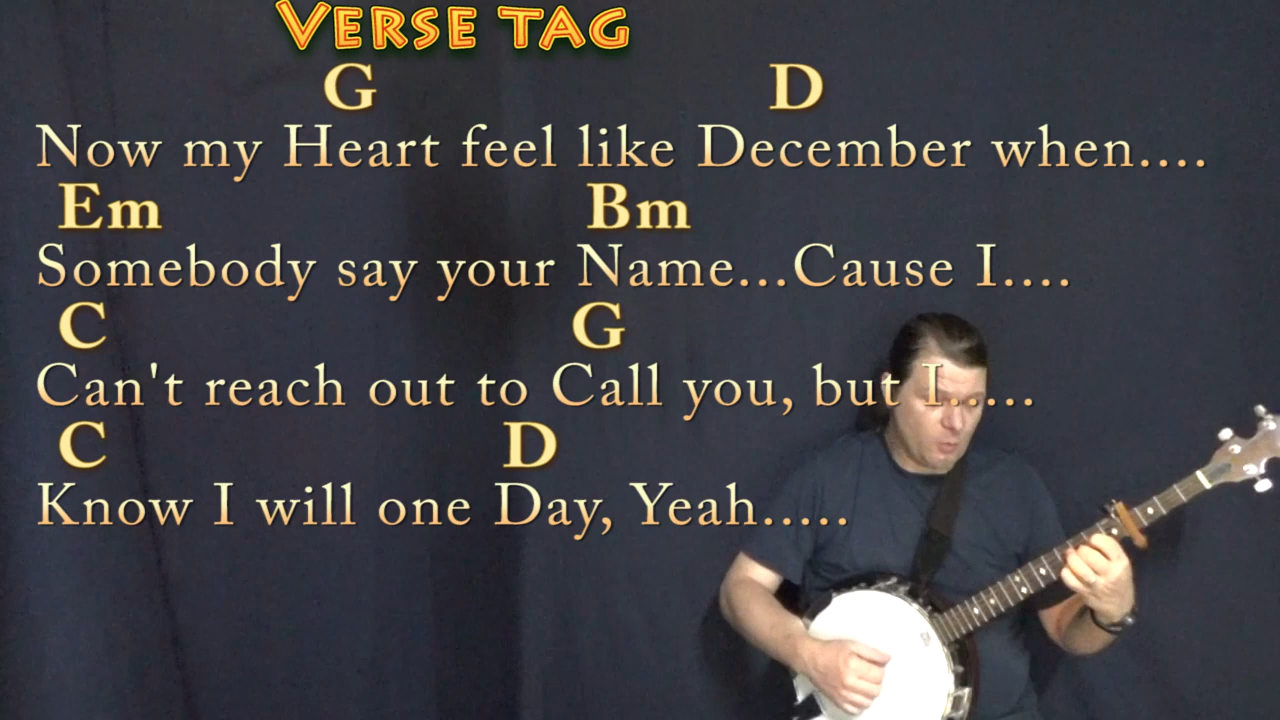 VERSE TAG
G D
Now my Heart feel like December when....
Em Bm
Somebody say your Name...Cause I....
C G
Can't reach out to Call you, but I.....
C D
Know I will one Day, Yeah.....